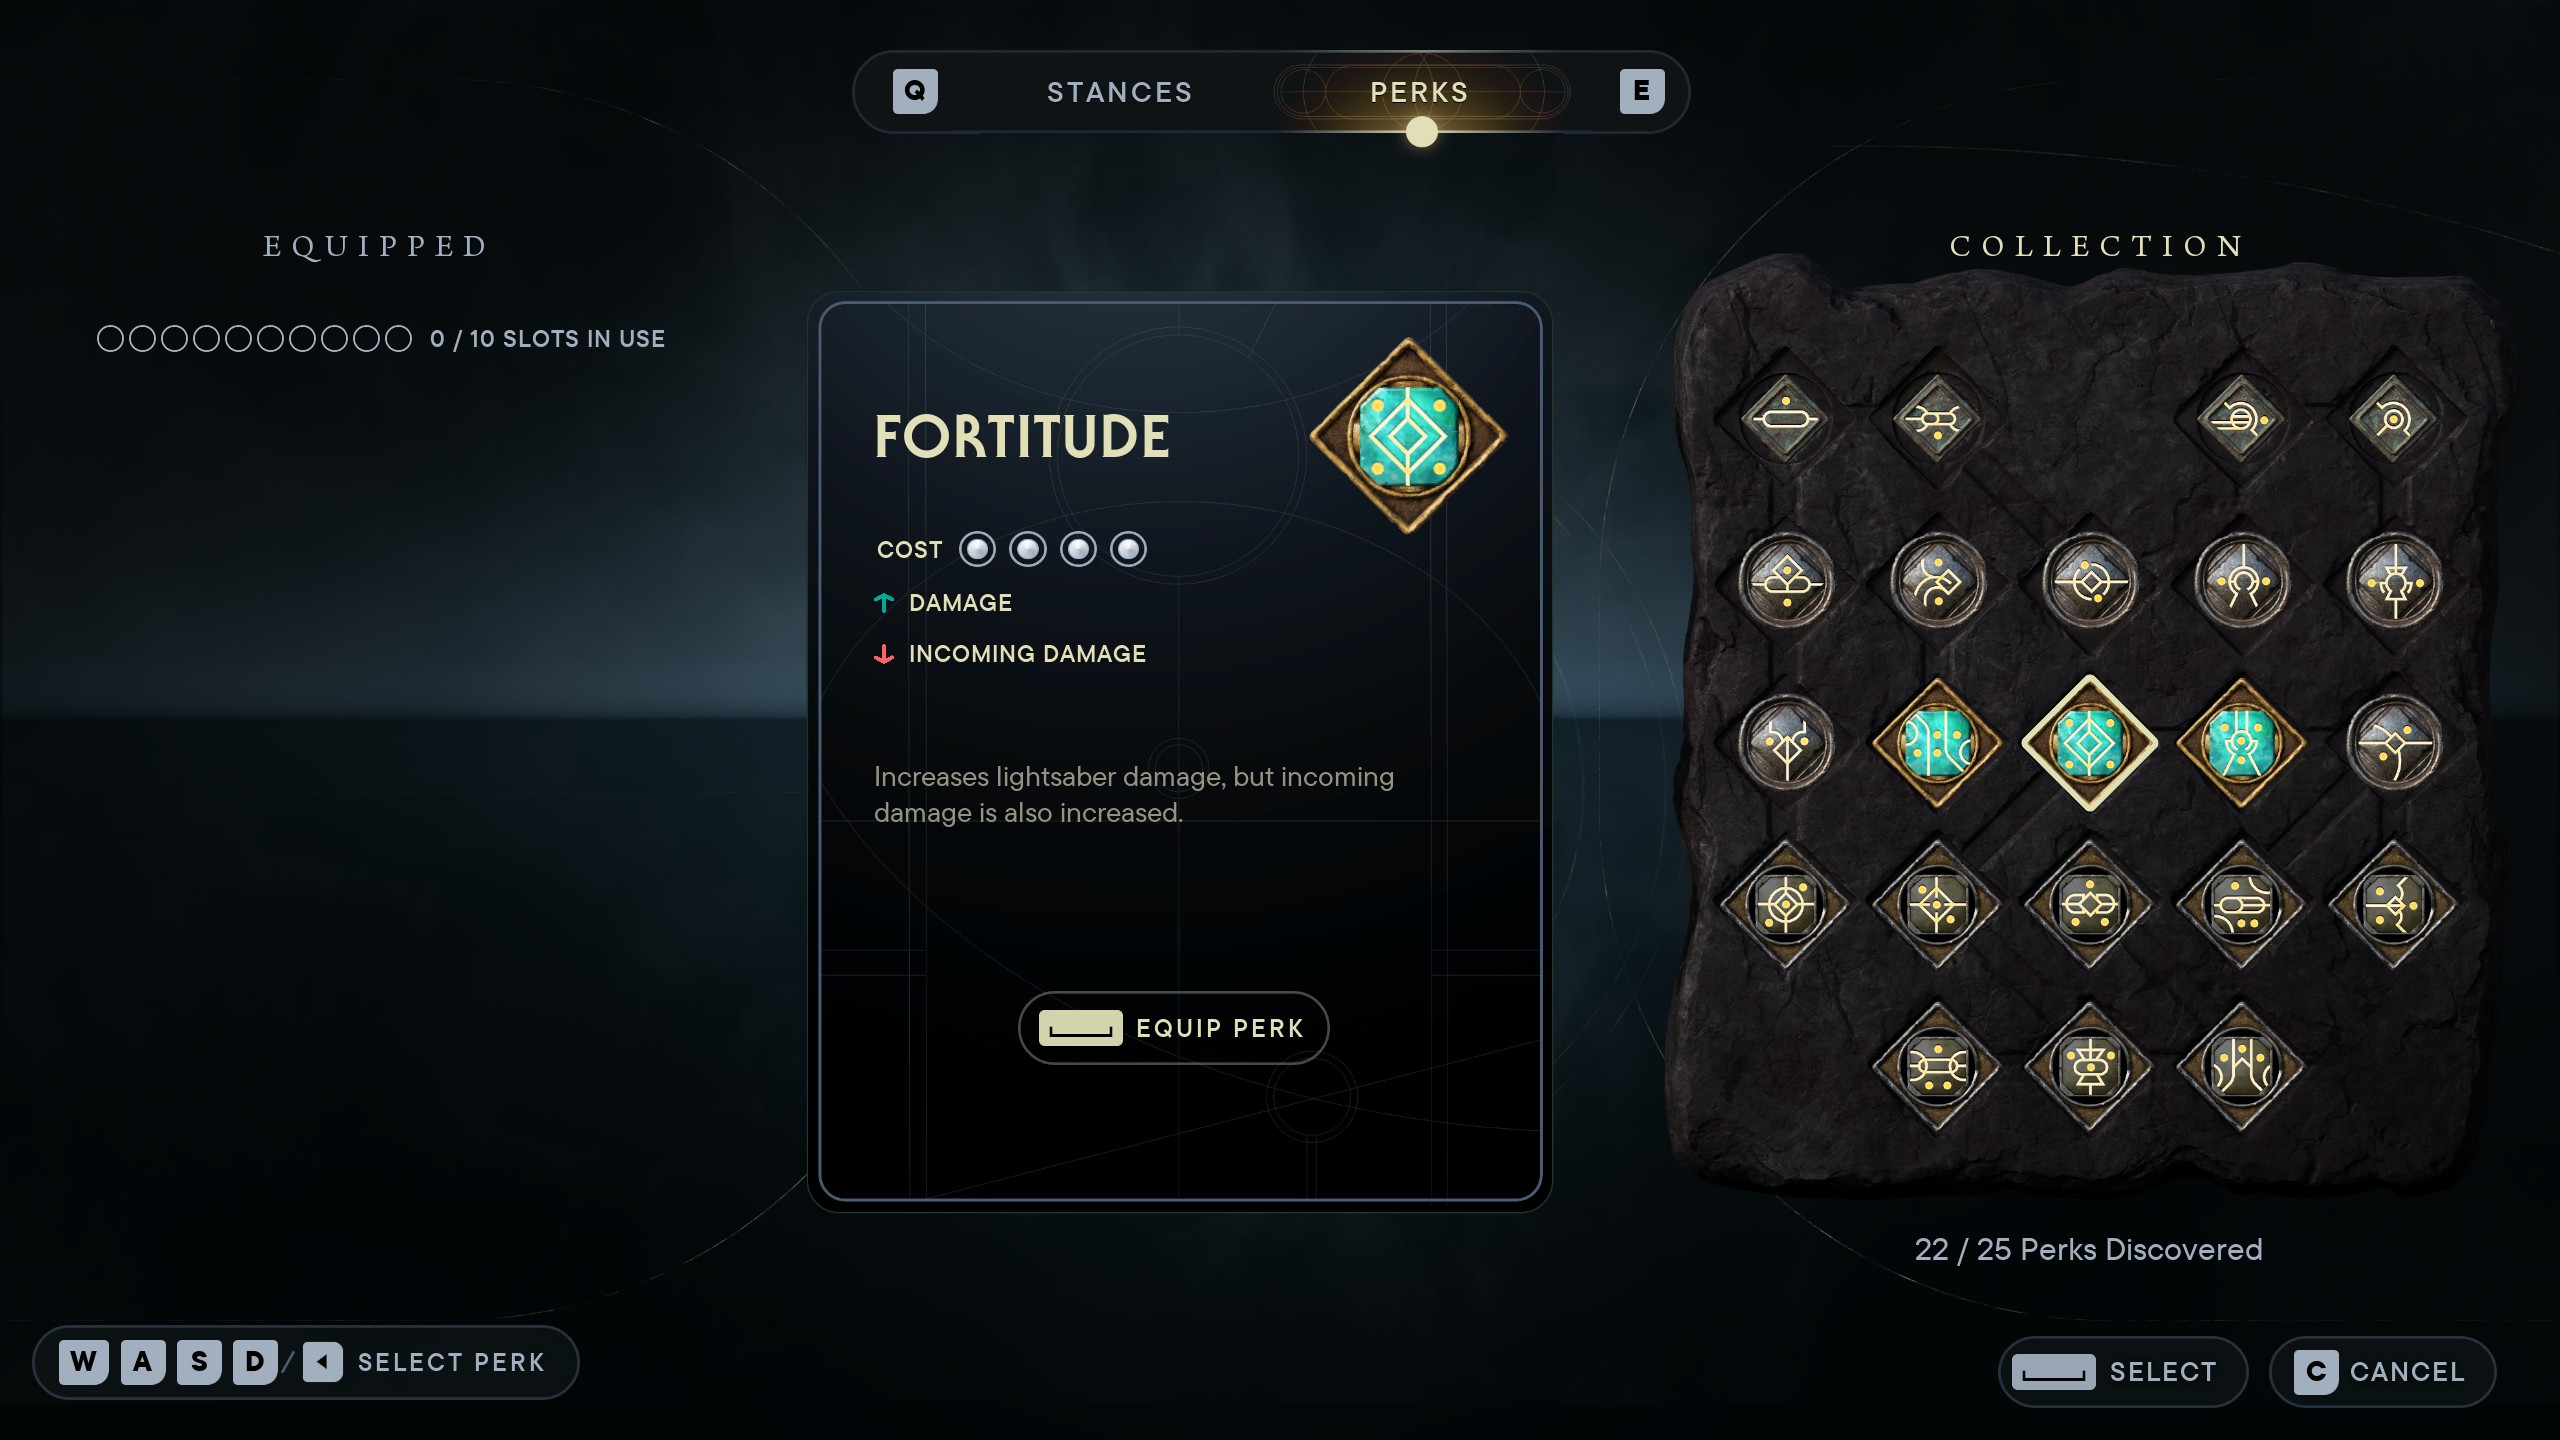 Q STANCES PERKS E
EQUIPPED
0 / 10 SLOTS IN USE
FORTITUDE
COST
DAMAGE
INCOMING DAMAGE
Increases lightsaber damage, but incoming
damage is also increased.
EQUIP PERK
COLLECTION
22 / 25 Perks Discovered
W A S D / SELECT PERK
SELECT
C CANCEL